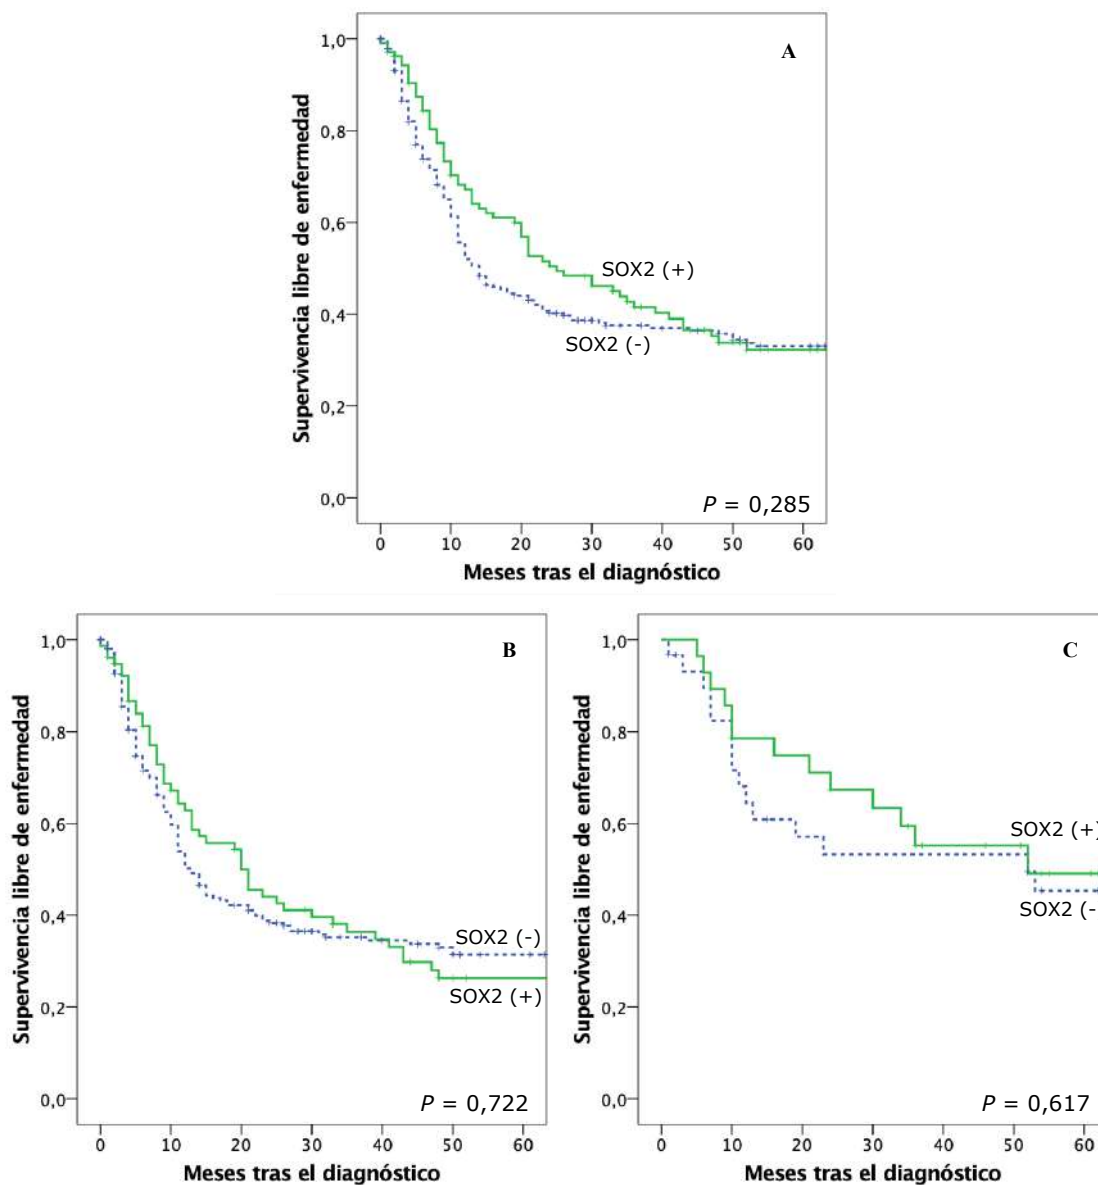 A
Supervivencia libre de enfermedad
1,0
0,8
0,6
0,4
0,2
0,0
SOX2 (+)
SOX2 (-)
P = 0,285
0 10 20 30 40 50 60
Meses tras el diagnóstico
B
Supervivencia libre de enfermedad
1,0
0,8
0,6
0,4
0,2
0,0
SOX2 (-)
SOX2 (+)
P = 0,722
0 10 20 30 40 50 60
Meses tras el diagnóstico
C
Supervivencia libre de enfermedad
1,0
0,8
0,6
0,4
0,2
0,0
SOX2 (+)
SOX2 (-
P = 0,617
0 10 20 30 40 50 60
Meses tras el diagnóstico